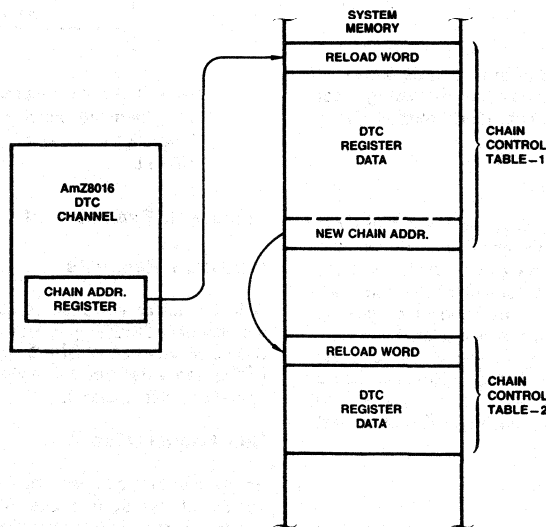 SYSTEM
MEMORY
RELOAD WORD
DTC
REGISTER
DATA
CHAIN
CONTROL
TABLE-1
NEW CHAIN ADDR.
AmZ8016
DTC
CHANNEL
CHAIN ADDR.
REGISTER
RELOAD WORD
DTC
REGISTER
DATA
CHAIN
CONTROL
TABLE-2